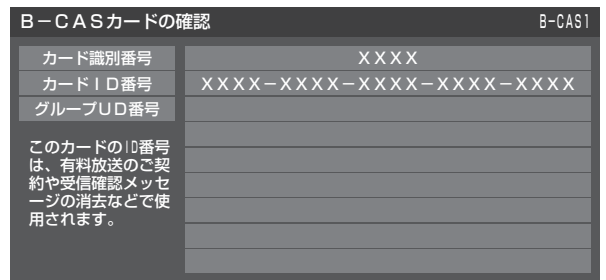 B－CASカードの確認 B-CAS1
カード識別番号 XXXX
カードＩＤ番号 XXXX－XXXX－XXXX－XXXX－XXXX
グループUD番号
このカードのID番号
は、有料放送のご契
約や受信確認メッセ
ージの消去などで使
用されます。